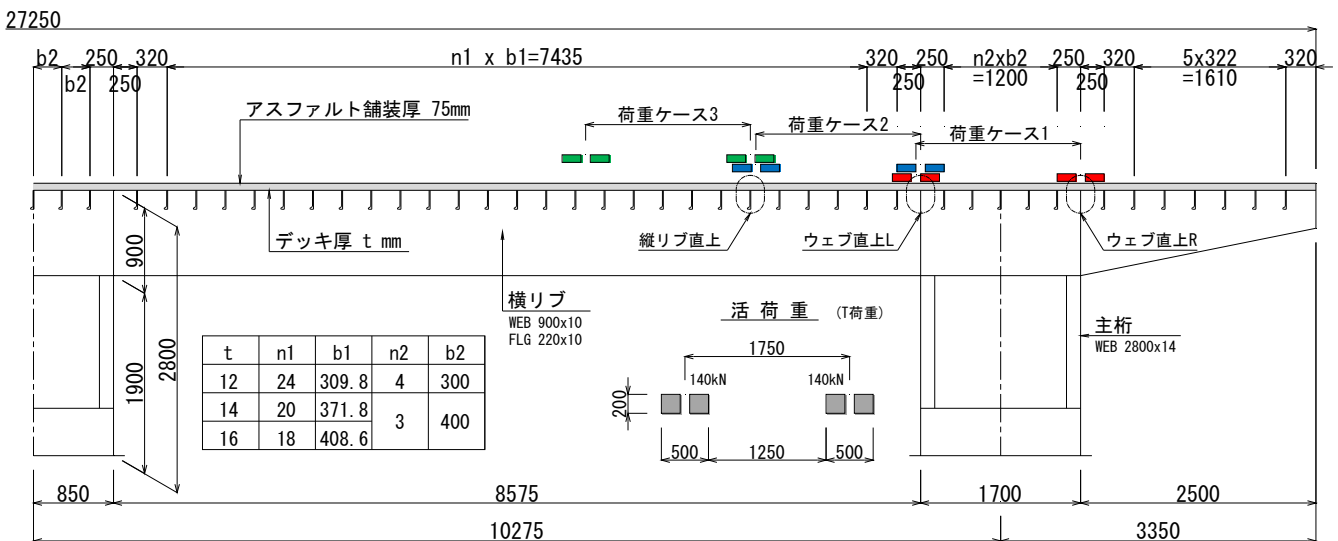 27250
b2 250 320 n1 x b1=7435 320 250 n2xb2 250 320 5x322 320
b2 250 250 =1200 250 =1610
アスファルト舗装厚 75mm
荷重ケース3
荷重ケース2
荷重ケース1
デッキ厚 t mm
縦リブ直上
ウェブ直上L
ウェブ直上R
900
1900
2800
横リブ
WEB 900x10
FLG 220x10
活 荷 重 (T荷重)
1750
140kN 140kN
200
500 1250 500
主桁
WEB 2800x14
t n1 b1 n2 b2
12 24 309.8 4 300
14 20 371.8 3 400
16 18 408.6
850 8575 1700 2500
10275 3350